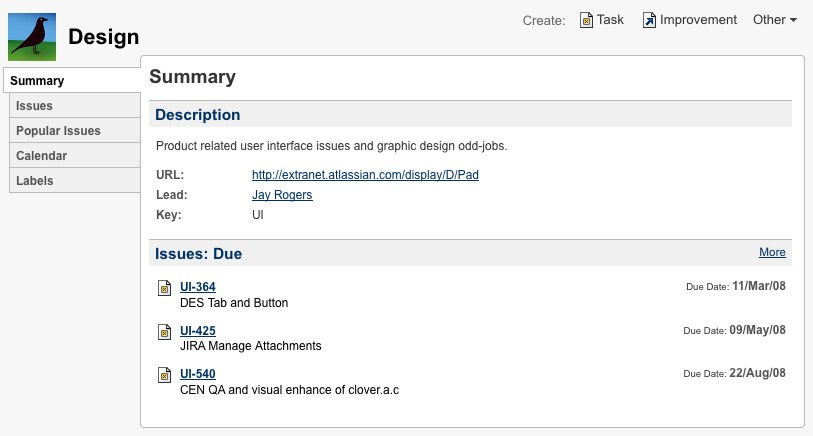 Design
Create: Task Improvement Other
Summary
Issues
Popular Issues
Calendar
Labels
Summary
Description
Product related user interface issues and graphic design odd-jobs.
URL: http://extranet.atlassian.com/display/D/Pad
Lead: Jay Rogers
Key: UI
Issues: Due More
UI-364 Due Date: 11/Mar/08
DES Tab and Button
UI-425 Due Date: 09/May/08
JIRA Manage Attachments
UI-540 Due Date: 22/Aug/08
CEN QA and visual enhance of clover.a.c